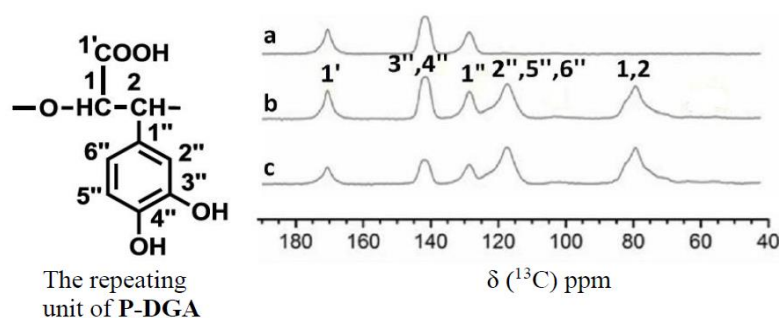 1'COOH
1 2
–O–HC–CH–
1''
6'' 2''
5'' 3''
4'' OH
OH
The repeating
unit of P-DGA
a
1' 3'',4'' 1'' 2'',5'',6'' 1,2
b
c
180 160 140 120 100 80 60 40
δ (¹³C) ppm